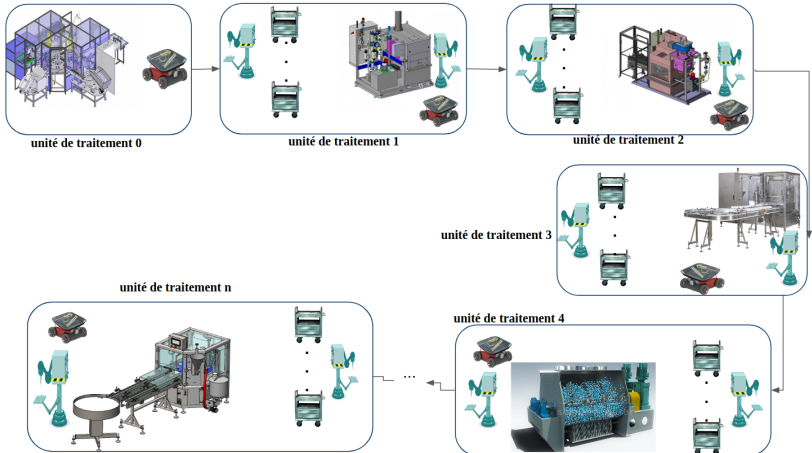 unité de traitement 0
unité de traitement 1
unité de traitement 2
unité de traitement 3
unité de traitement n
unité de traitement 4
...